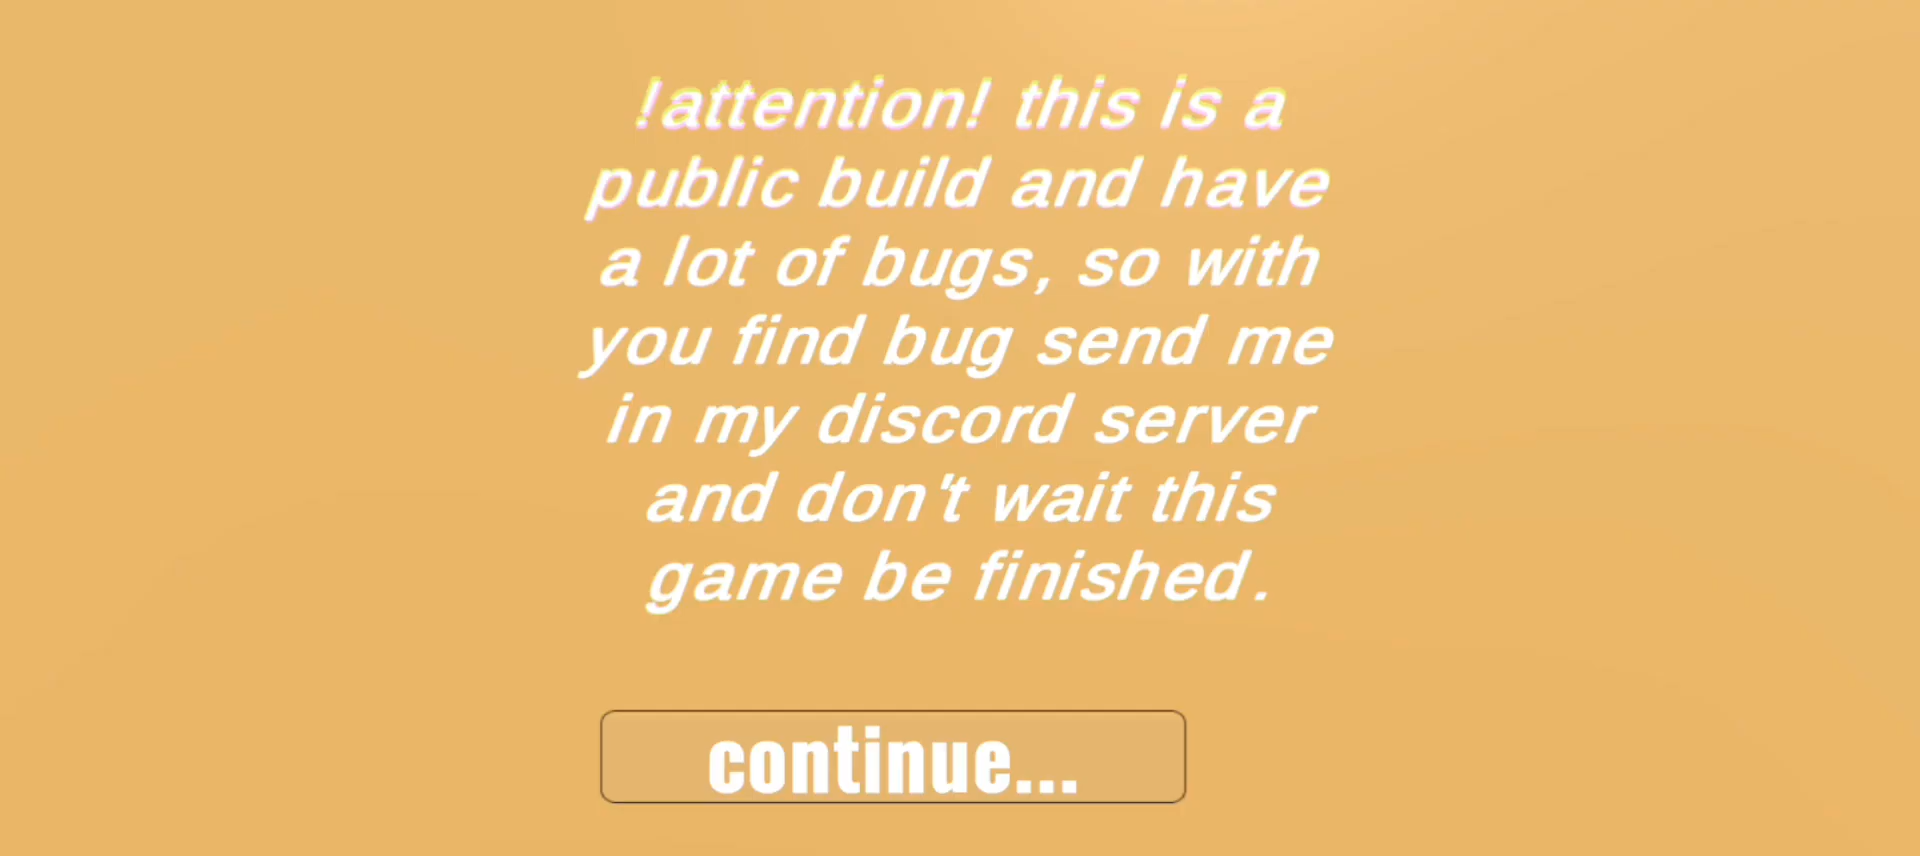 !attention! this is a
public build and have
a lot of bugs, so with
you find bug send me
in my discord server
and don't wait this
game be finished.
continue...